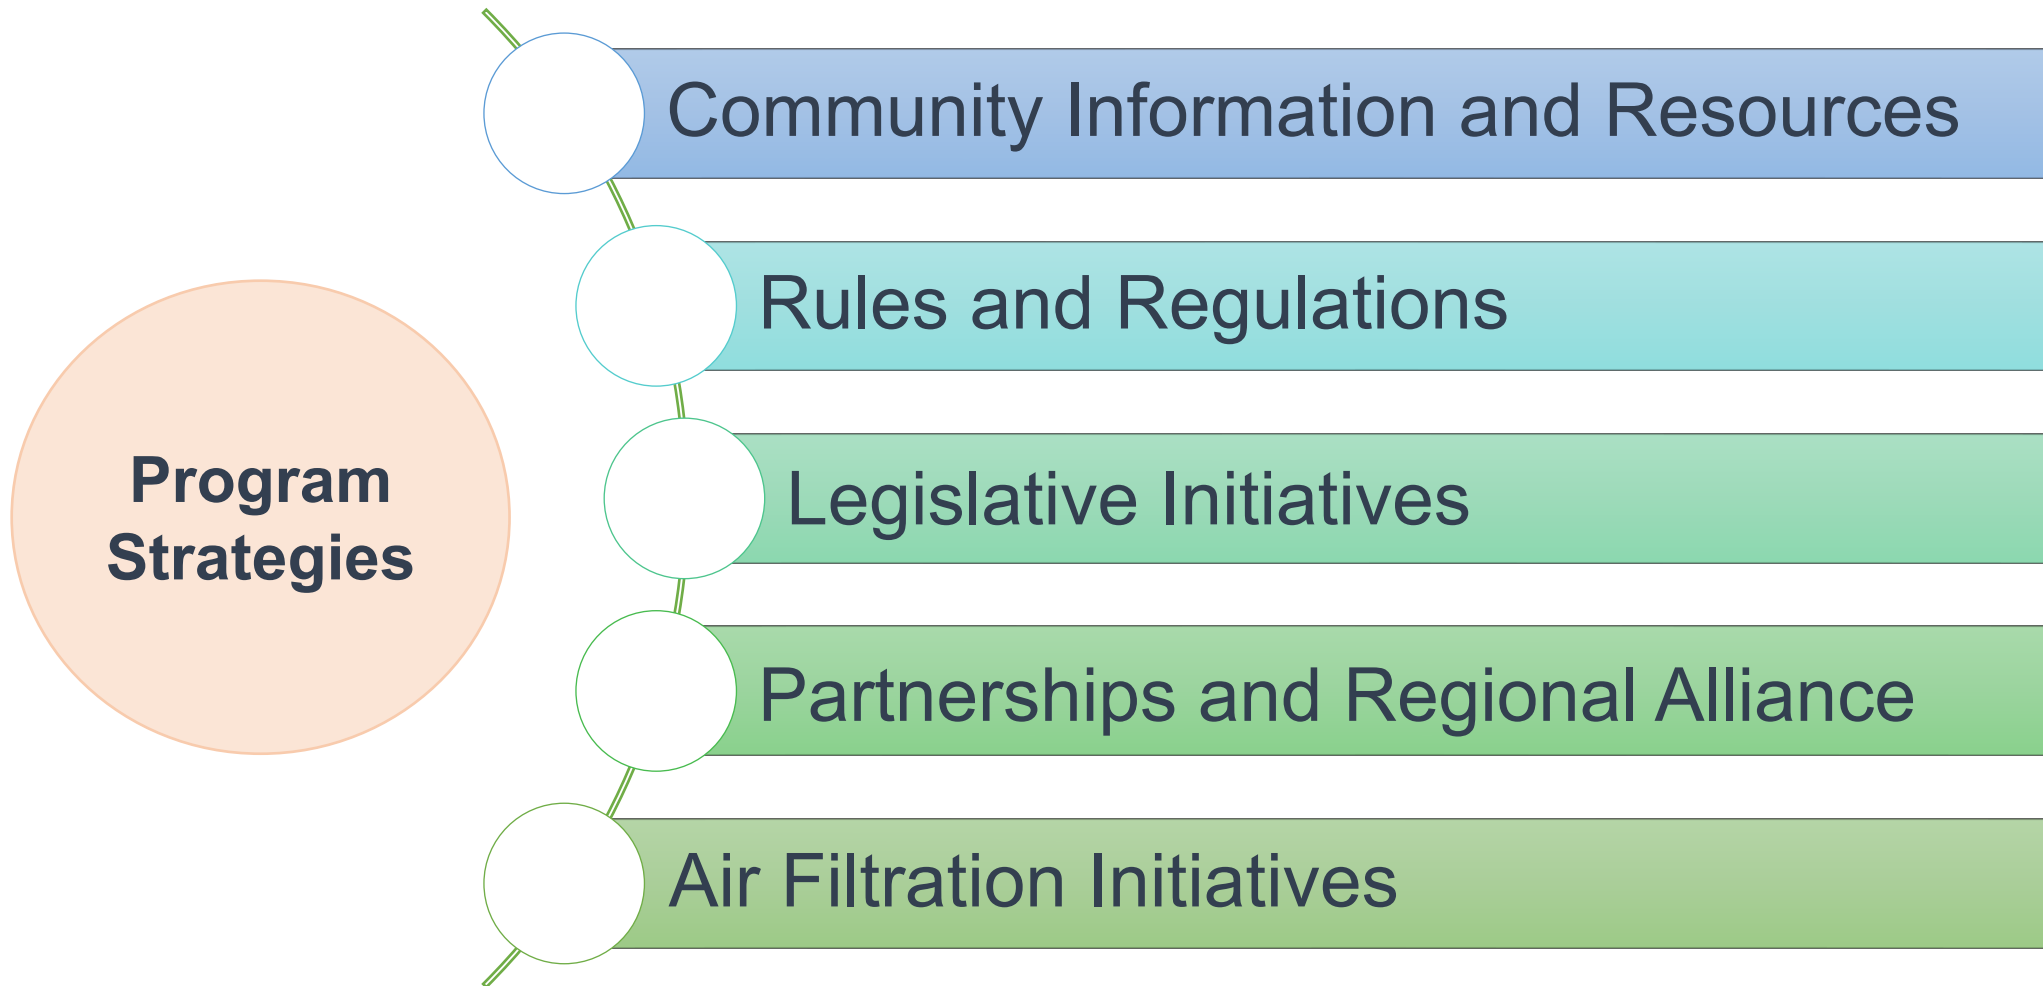 Program
Strategies
Community Information and Resources
Rules and Regulations
Legislative Initiatives
Partnerships and Regional Alliance
Air Filtration Initiatives